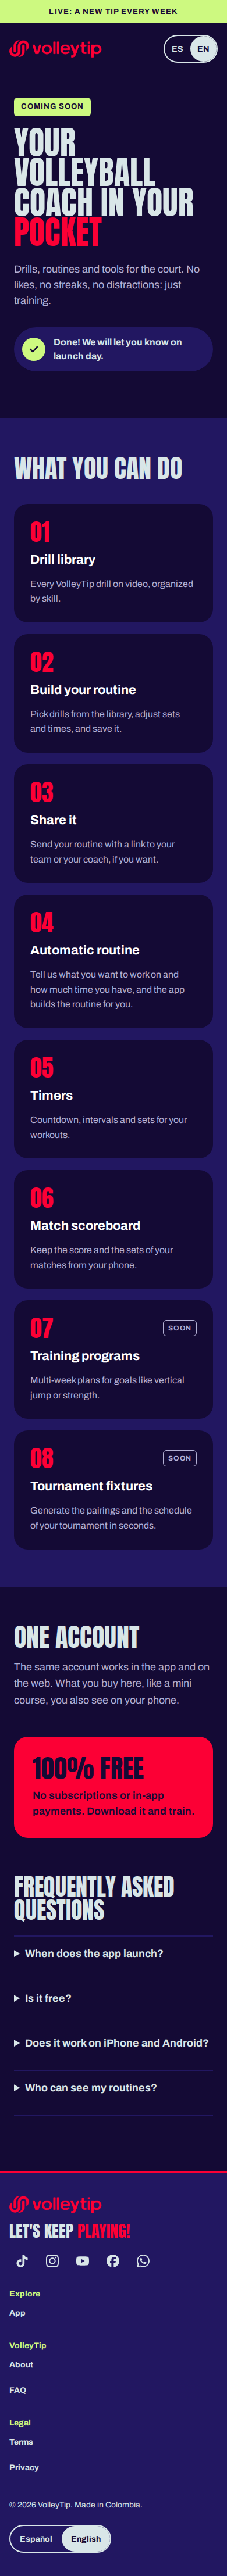 LIVE: A NEW TIP EVERY WEEK
volleytip
ES EN
COMING SOON
YOUR
VOLLEYBALL
COACH IN YOUR
POCKET
Drills, routines and tools for the court. No
likes, no streaks, no distractions: just
training.
Done! We will let you know on
launch day.
WHAT YOU CAN DO
01
Drill library
Every VolleyTip drill on video, organized
by skill.
02
Build your routine
Pick drills from the library, adjust sets
and times, and save it.
03
Share it
Send your routine with a link to your
team or your coach, if you want.
04
Automatic routine
Tell us what you want to work on and
how much time you have, and the app
builds the routine for you.
05
Timers
Countdown, intervals and sets for your
workouts.
06
Match scoreboard
Keep the score and the sets of your
matches from your phone.
07
SOON
Training programs
Multi-week plans for goals like vertical
jump or strength.
08
SOON
Tournament fixtures
Generate the pairings and the schedule
of your tournament in seconds.
ONE ACCOUNT
The same account works in the app and on
the web. What you buy here, like a mini
course, you also see on your phone.
100% FREE
No subscriptions or in-app
payments. Download it and train.
FREQUENTLY ASKED
QUESTIONS
When does the app launch?
Is it free?
Does it work on iPhone and Android?
Who can see my routines?
volleytip
LET'S KEEP PLAYING!
Explore
App
VolleyTip
About
FAQ
Legal
Terms
Privacy
© 2026 VolleyTip. Made in Colombia.
Español English